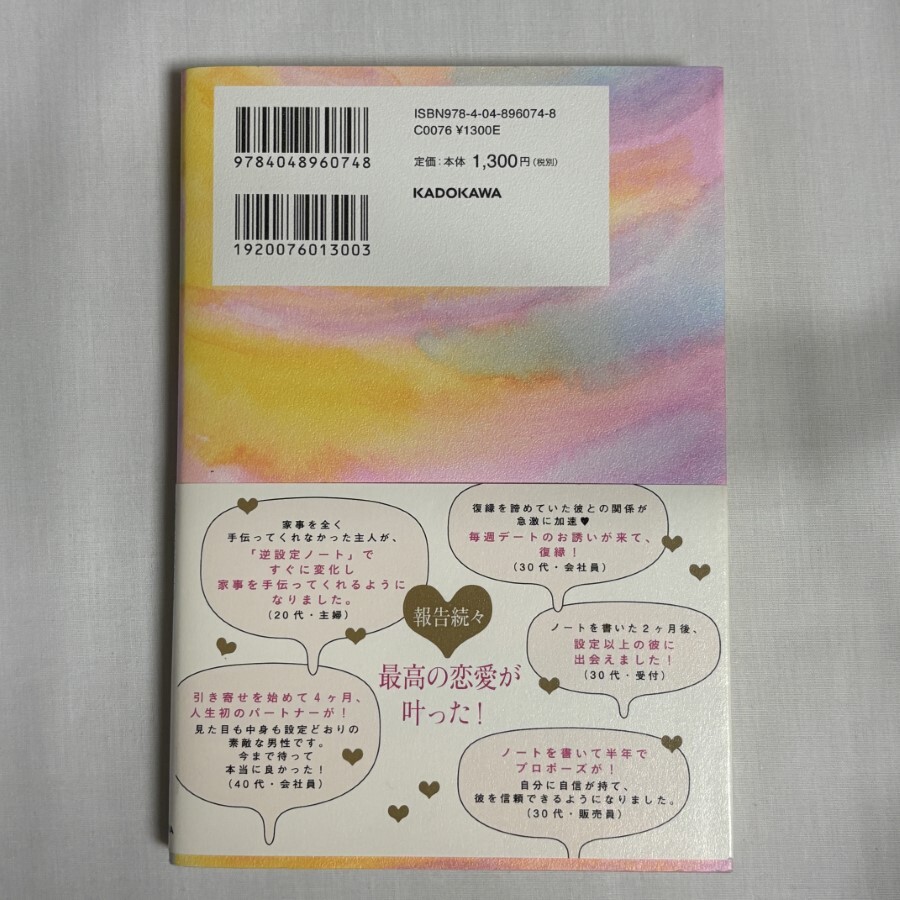 ISBN978-4-04-896074-8
C0076 ¥1300E
9784048960748
定価：本体 1,300円(税別)
KADOKAWA
1920076013003
家事を全く
手伝ってくれなかった主人が、
「逆設定ノート」で
すぐに変化し
家事を手伝ってくれるように
なりました。
(20代・主婦)
復縁を諦めていた彼との関係が
急激に加速♥
毎週デートのお誘いが来て、
復縁！
(30代・会社員)
報告続々
最高の恋愛が
叶った！
ノートを書いた2ヶ月後、
設定以上の彼に
出会えました！
(30代・受付)
引き寄せを始めて4ヶ月、
人生初のパートナーが！
見た目も中身も設定どおりの
素敵な男性です。
今まで待って
本当に良かった！
(40代・会社員)
ノートを書いて半年で
プロポーズが！
自分に自信が持て、
彼を信頼できるようになりました。
(30代・販売員)